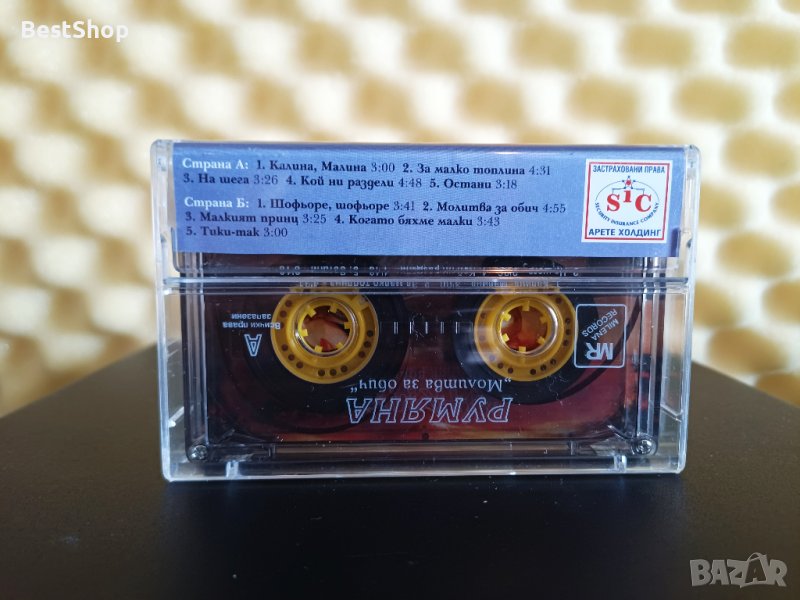 BestShop
Страна А: 1. Калина, Малина 3:00 2. За малко топлина 4:31
3. На шега 3:26 4. Кой ни раздели 4:48 5. Остани 3:18
Страна Б: 1. Шофьоре, шофьоре 3:41 2. Молитва за обич 4:55
3. Малкият принц 3:25 4. Когато бяхме малки 3:43
5. Тики-так 3:00
ЗАСТРАХОВАНИ ПРАВА
SiC
SECURITY INSURANCE COMPANY
АРЕТЕ ХОЛДИНГ
РУМЯНА
„Молитва за обич“
MR
MILENA
RECORDS
А
Всички права
запазени
BAZAR